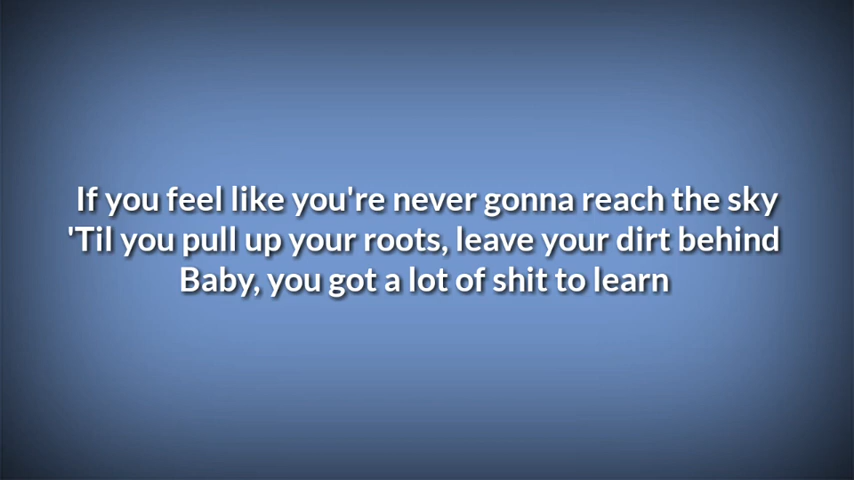 If you feel like you're never gonna reach the sky
'Til you pull up your roots, leave your dirt behind
Baby, you got a lot of shit to learn